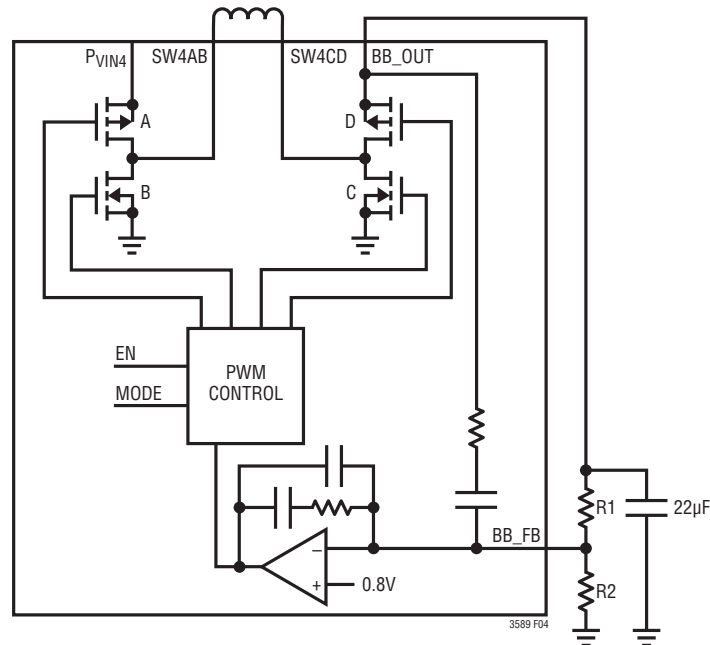 PVIN4 SW4AB SW4CD BB_OUT
A
D
B
C
EN
MODE
PWM
CONTROL
R1
22µF
BB_FB
–
+
0.8V
R2
3589 F04